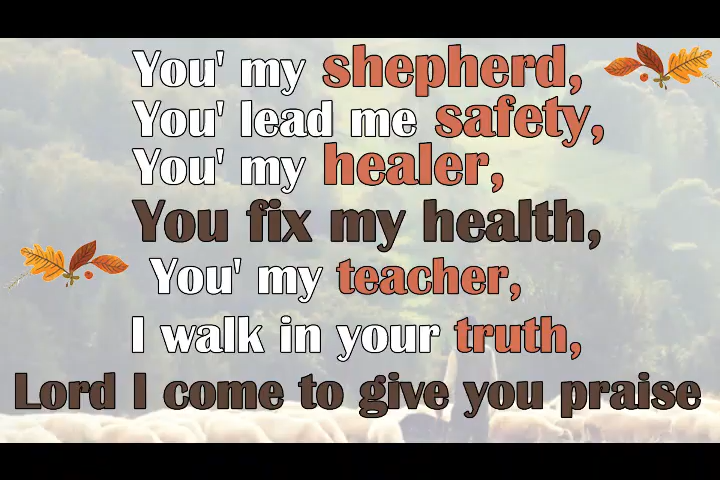 You' my shepherd,
You' lead me safety,
You' my healer,
You fix my health,
You' my teacher,
I walk in your truth,
Lord I come to give you praise